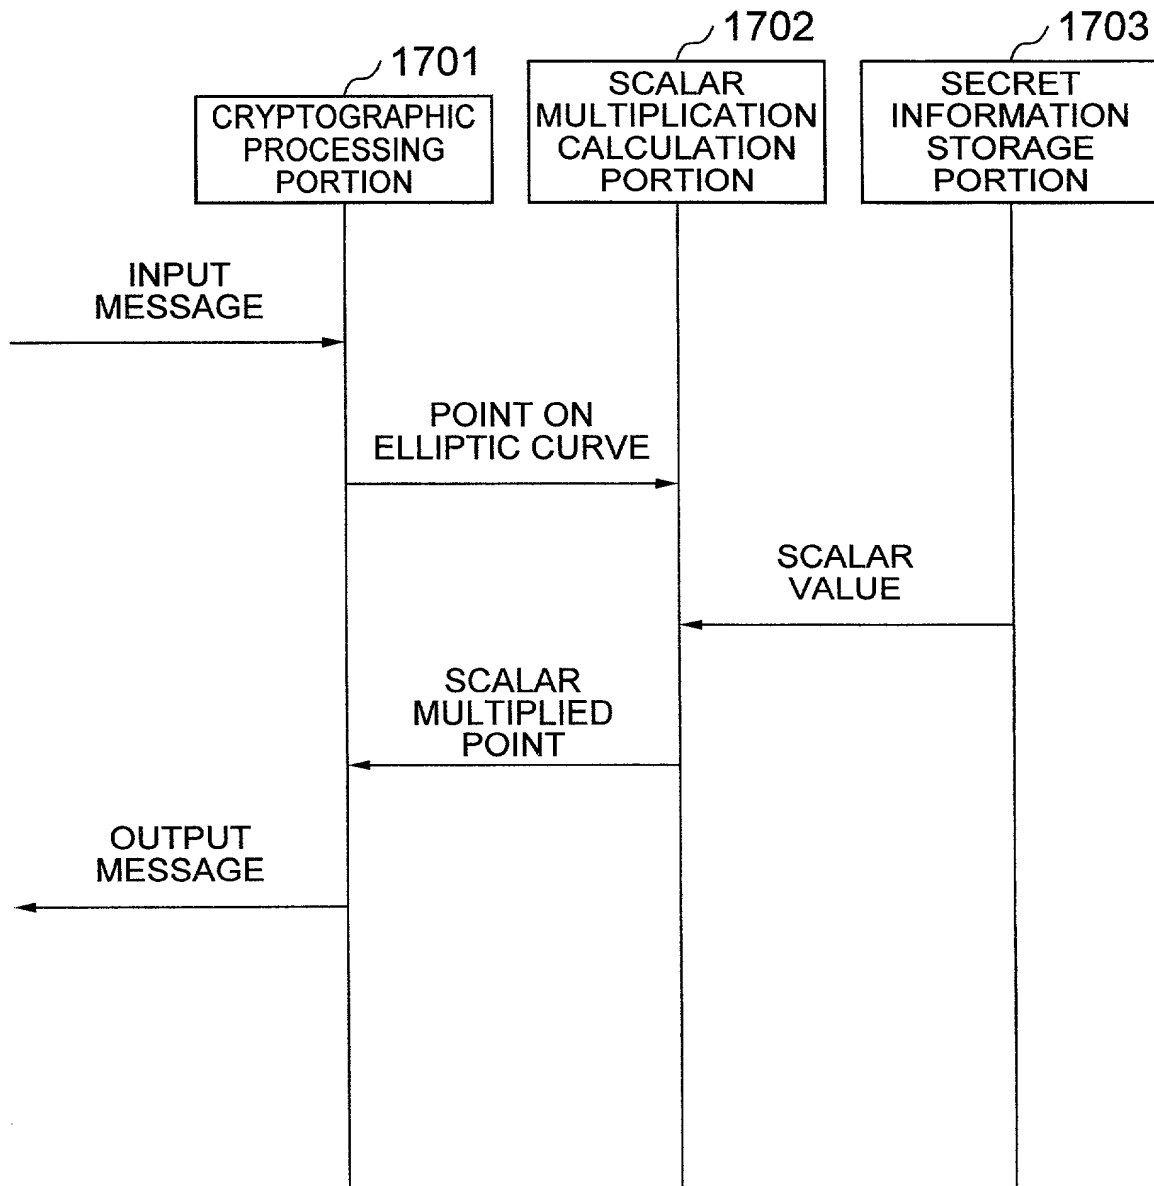 1701
CRYPTOGRAPHIC
PROCESSING
PORTION
1702
SCALAR
MULTIPLICATION
CALCULATION
PORTION
1703
SECRET
INFORMATION
STORAGE
PORTION
INPUT
MESSAGE
POINT ON
ELLIPTIC CURVE
SCALAR
VALUE
SCALAR
MULTIPLIED
POINT
OUTPUT
MESSAGE